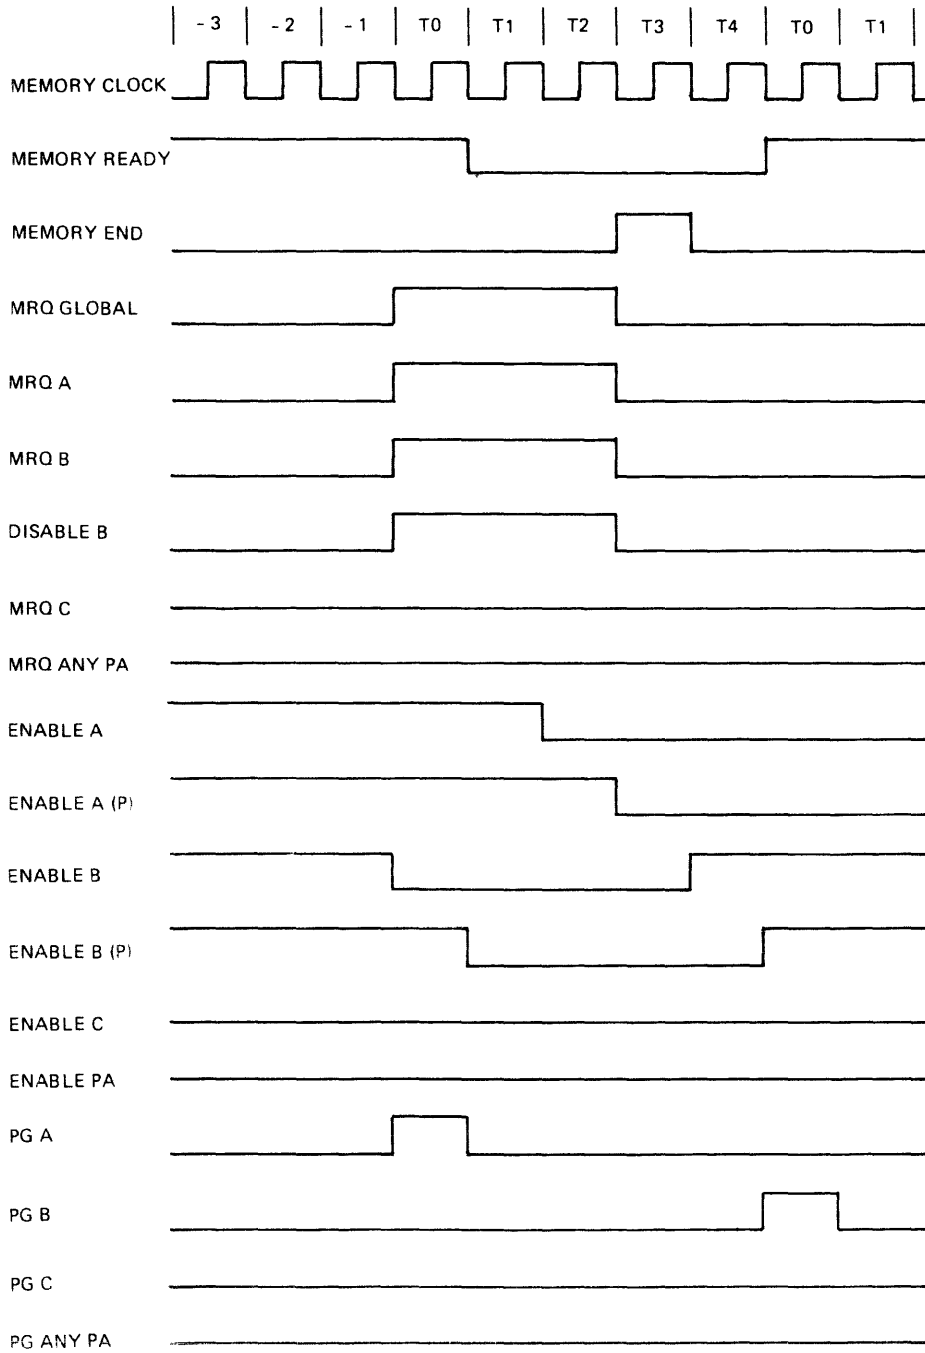 -3 -2 -1 T0 T1 T2 T3 T4 T0 T1
MEMORY CLOCK
MEMORY READY
MEMORY END
MRQ GLOBAL
MRQ A
MRQ B
DISABLE B
MRQ C
MRQ ANY PA
ENABLE A
ENABLE A (P)
ENABLE B
ENABLE B (P)
ENABLE C
ENABLE PA
PG A
PG B
PG C
PG ANY PA